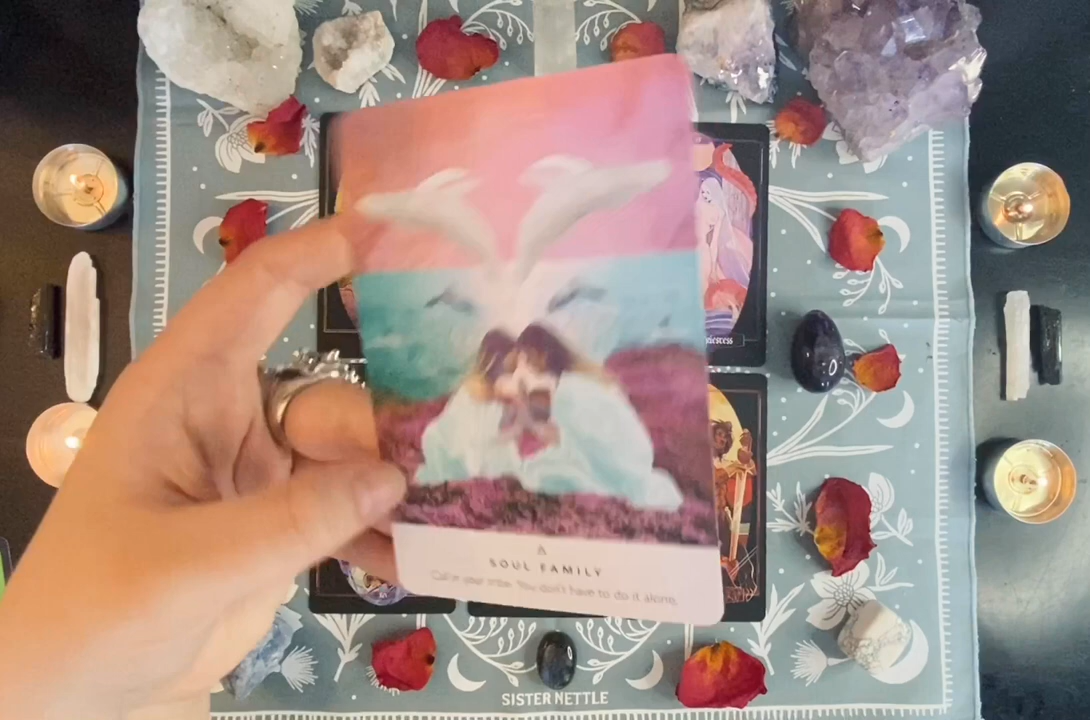 SOUL FAMILY
Call in your tribe. You don't have to do it alone.
SISTER NETTLE